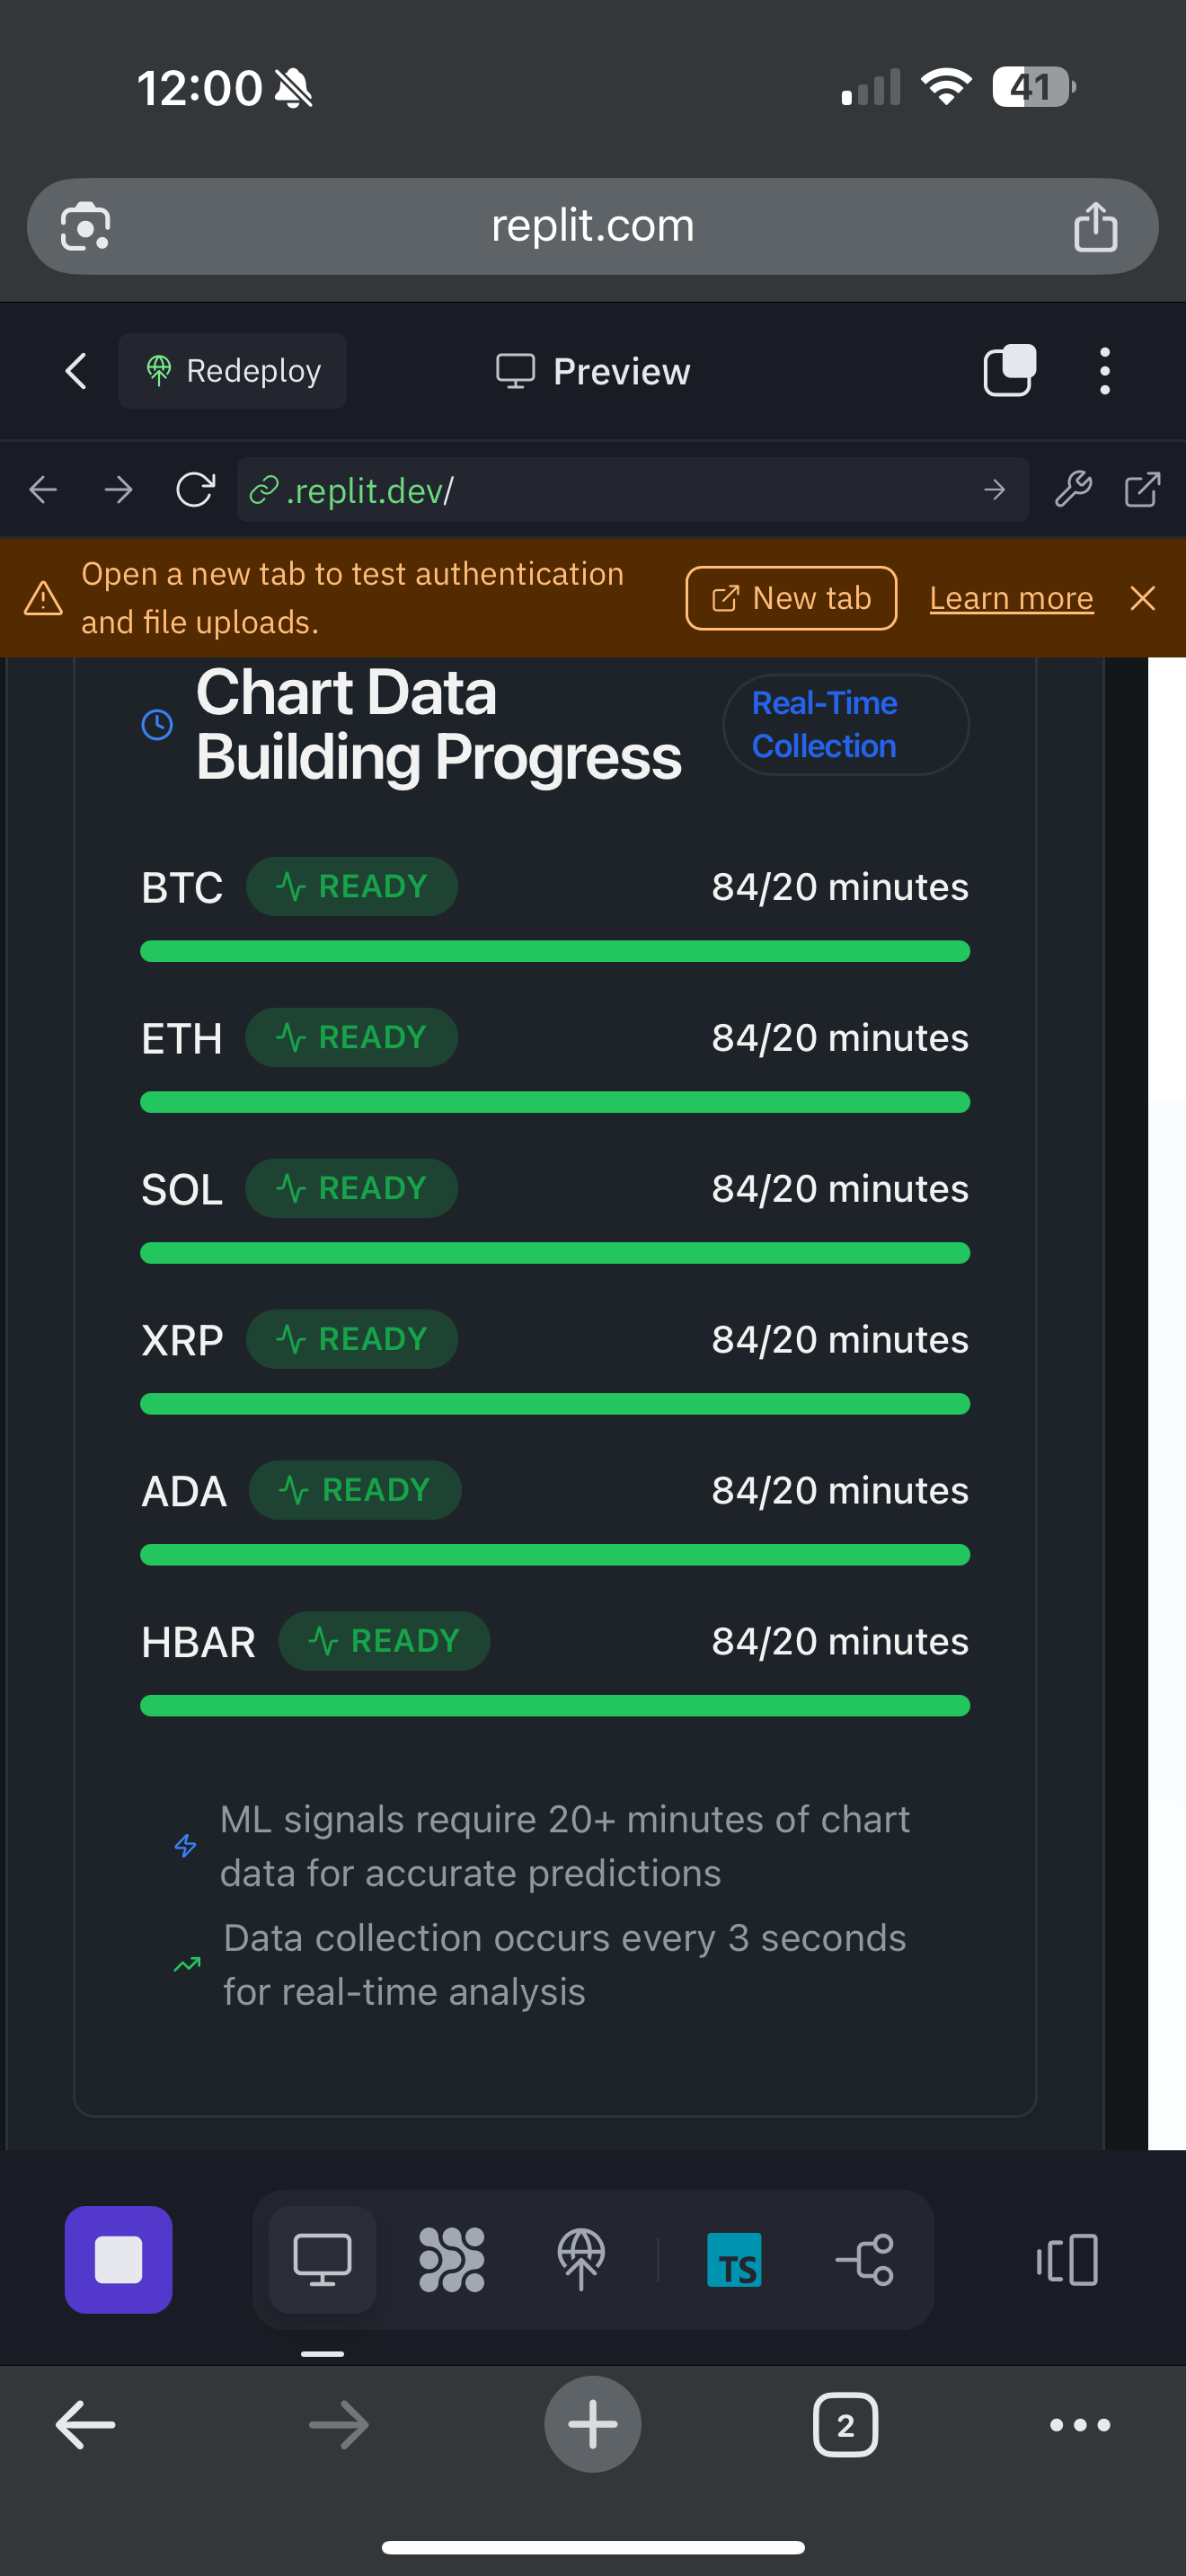 12:00
41
replit.com
Redeploy
Preview
.replit.dev/
Open a new tab to test authentication
and file uploads.
New tab
Learn more
Chart Data
Building Progress
Real-Time
Collection
BTC READY 84/20 minutes
ETH READY 84/20 minutes
SOL READY 84/20 minutes
XRP READY 84/20 minutes
ADA READY 84/20 minutes
HBAR READY 84/20 minutes
ML signals require 20+ minutes of chart
data for accurate predictions
Data collection occurs every 3 seconds
for real-time analysis
TS
2